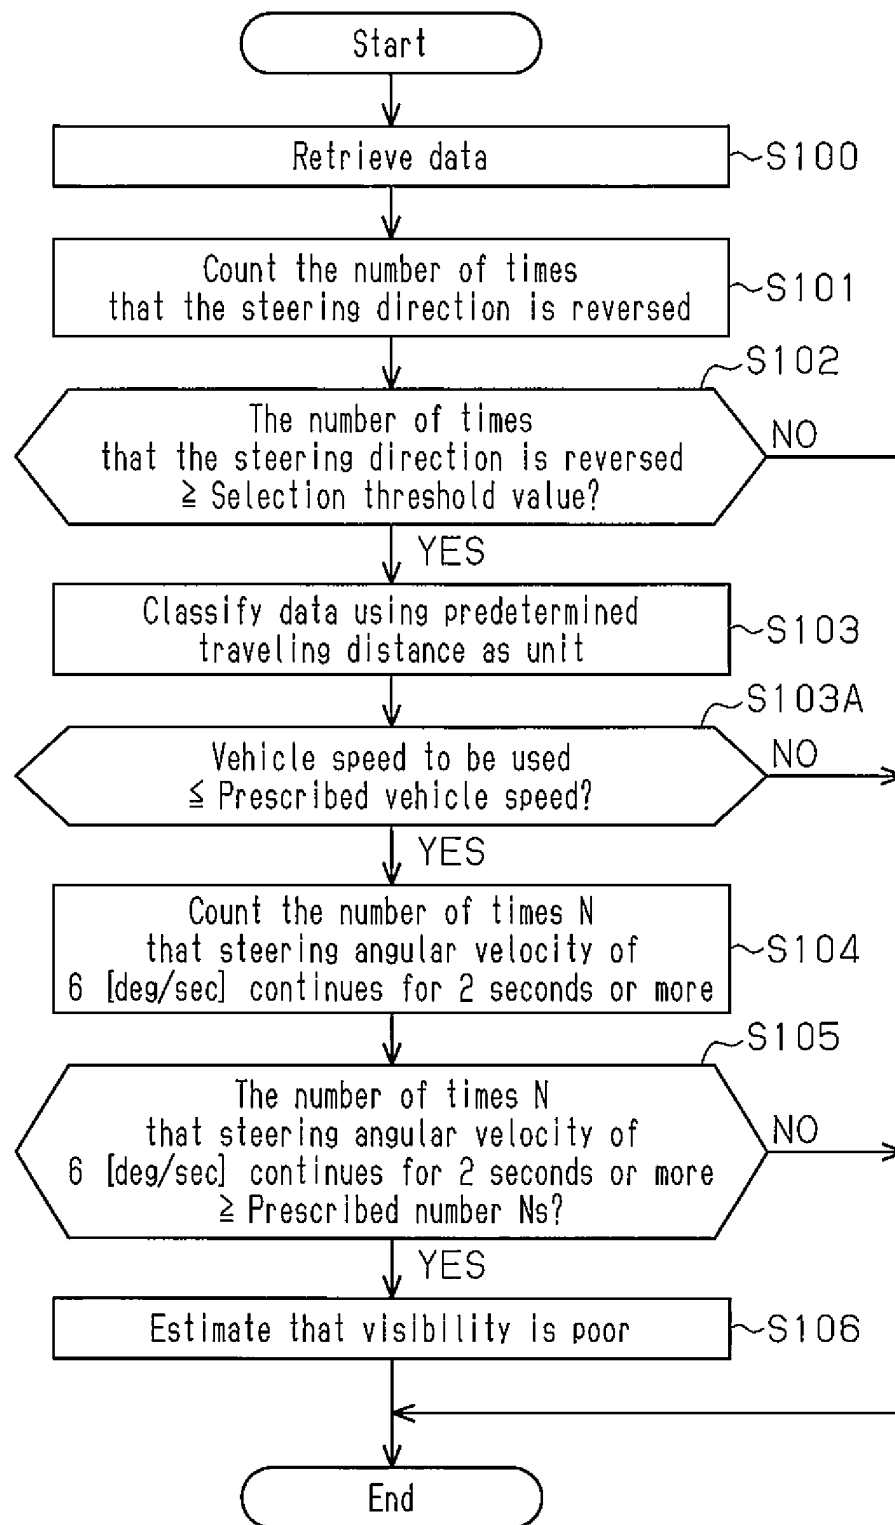 Start
Retrieve data
S100
Count the number of times
that the steering direction is reversed
S101
S102
The number of times
that the steering direction is reversed
≧ Selection threshold value?
NO
YES
Classify data using predetermined
traveling distance as unit
S103
S103A
Vehicle speed to be used
≦ Prescribed vehicle speed?
NO
YES
Count the number of times N
that steering angular velocity of
6 [deg/sec] continues for 2 seconds or more
S104
S105
The number of times N
that steering angular velocity of
6 [deg/sec] continues for 2 seconds or more
≧ Prescribed number Ns?
NO
YES
Estimate that visibility is poor
S106
End